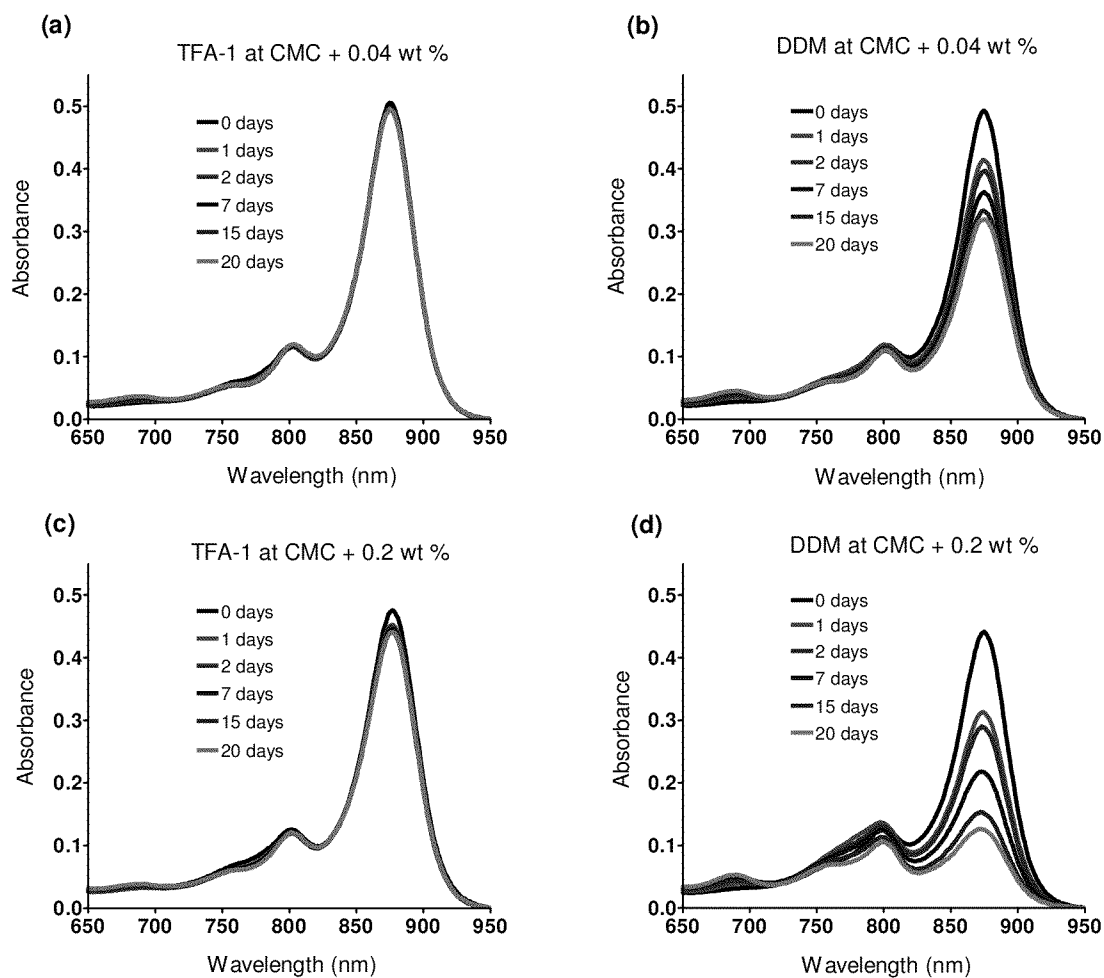 (a)
TFA-1 at CMC + 0.04 wt %
Absorbance
0.5
0.4
0.3
0.2
0.1
0.0
0 days
1 days
2 days
7 days
15 days
20 days
650 700 750 800 850 900 950
Wavelength (nm)
(b)
DDM at CMC + 0.04 wt %
Absorbance
0.5
0.4
0.3
0.2
0.1
0.0
0 days
1 days
2 days
7 days
15 days
20 days
650 700 750 800 850 900 950
Wavelength (nm)
(c)
TFA-1 at CMC + 0.2 wt %
Absorbance
0.5
0.4
0.3
0.2
0.1
0.0
0 days
1 days
2 days
7 days
15 days
20 days
650 700 750 800 850 900 950
Wavelength (nm)
(d)
DDM at CMC + 0.2 wt %
Absorbance
0.5
0.4
0.3
0.2
0.1
0.0
0 days
1 days
2 days
7 days
15 days
20 days
650 700 750 800 850 900 950
Wavelength (nm)